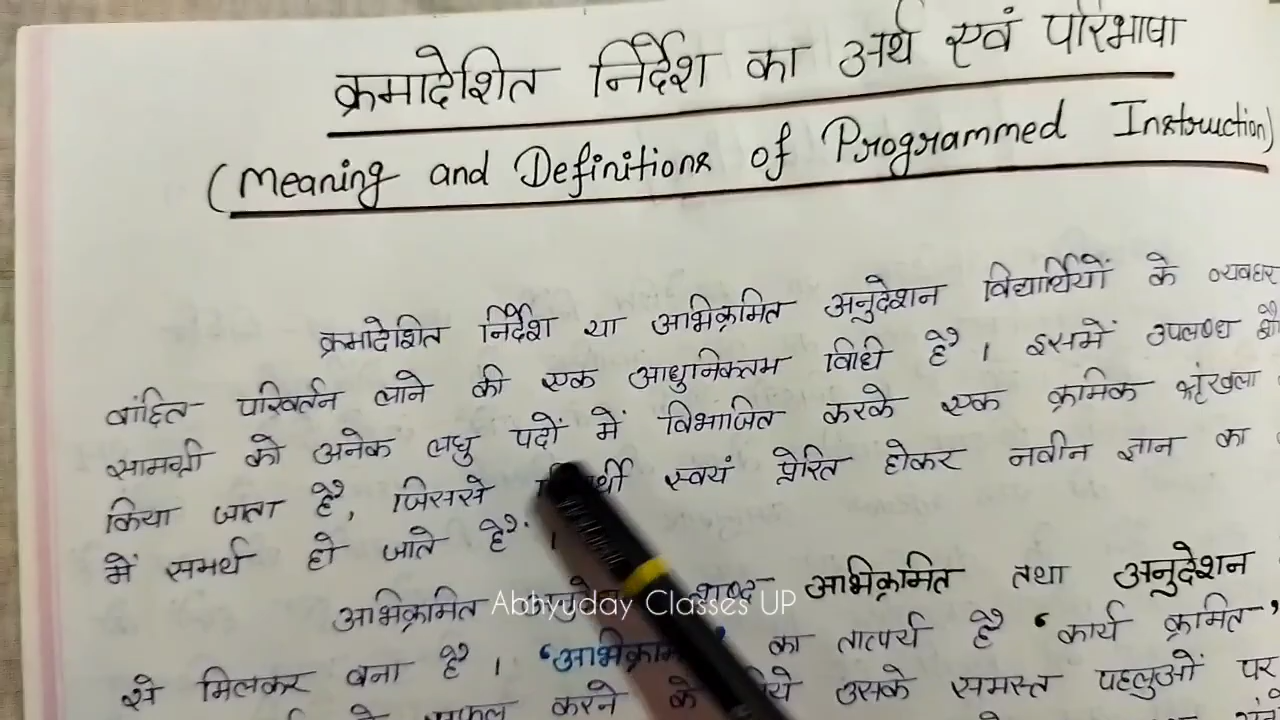 क्रमादेशित निर्देश का अर्थ एवं परिभाषा
(Meaning and Definitions of Programmed Instruction)
क्रमादेशित निर्देश या अभिक्रमित अनुदेशन विद्यार्थियों के व्यवहार
वांछित परिवर्तन लाने की एक आधुनिकतम विधि है । इसमें उपलब्ध
सामग्री को अनेक लघु पदों में विभाजित करके एक क्रमिक श्रृंखला
किया जाता है, जिससे स्वयं प्रेरित होकर नवीन ज्ञान का
में समर्थ हो जाते हैं ।
अभिक्रमित शब्द अभिक्रमित तथा अनुदेशन
से मिलकर बना है । का तात्पर्य है 'कार्य क्रमित'
करने के उसके समस्त पहलुओं पर
Abhyuday Classes UP